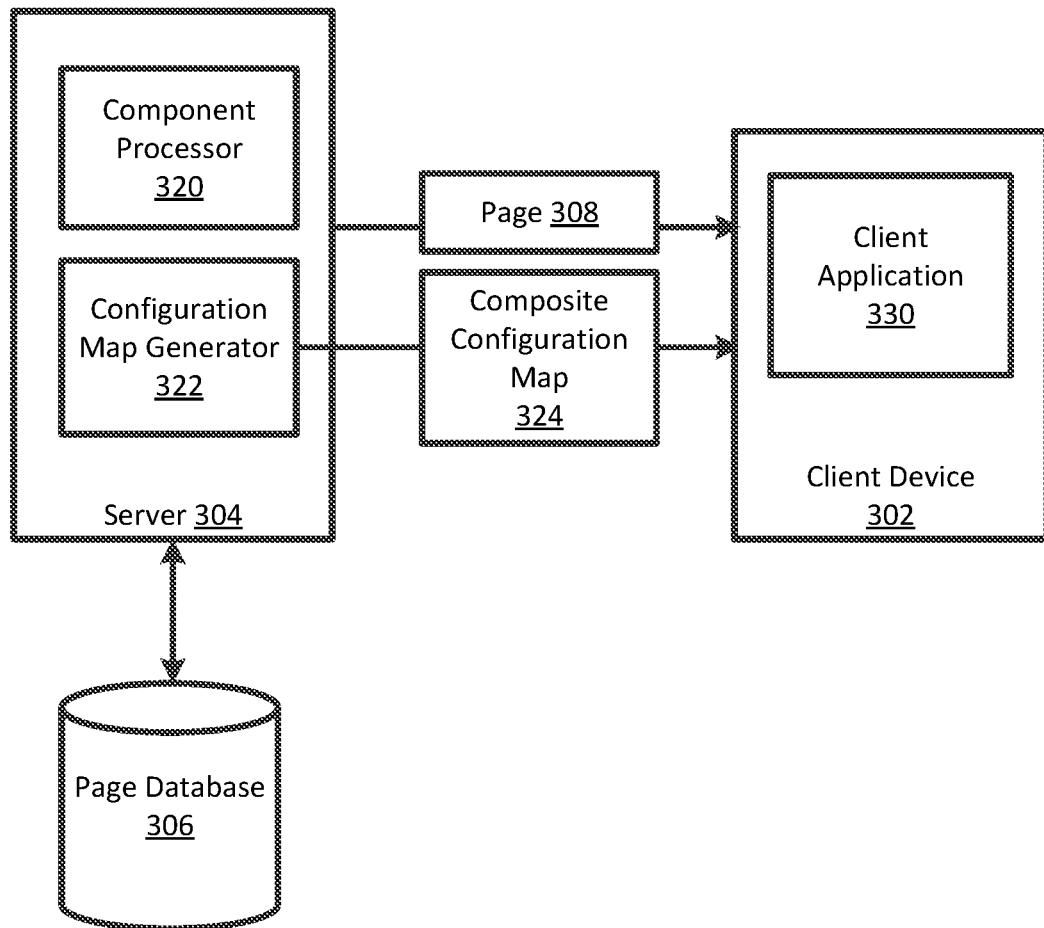 Component
Processor
320
Configuration
Map Generator
322
Server 304
Page 308
Composite
Configuration
Map
324
Client
Application
330
Client Device
302
Page Database
306